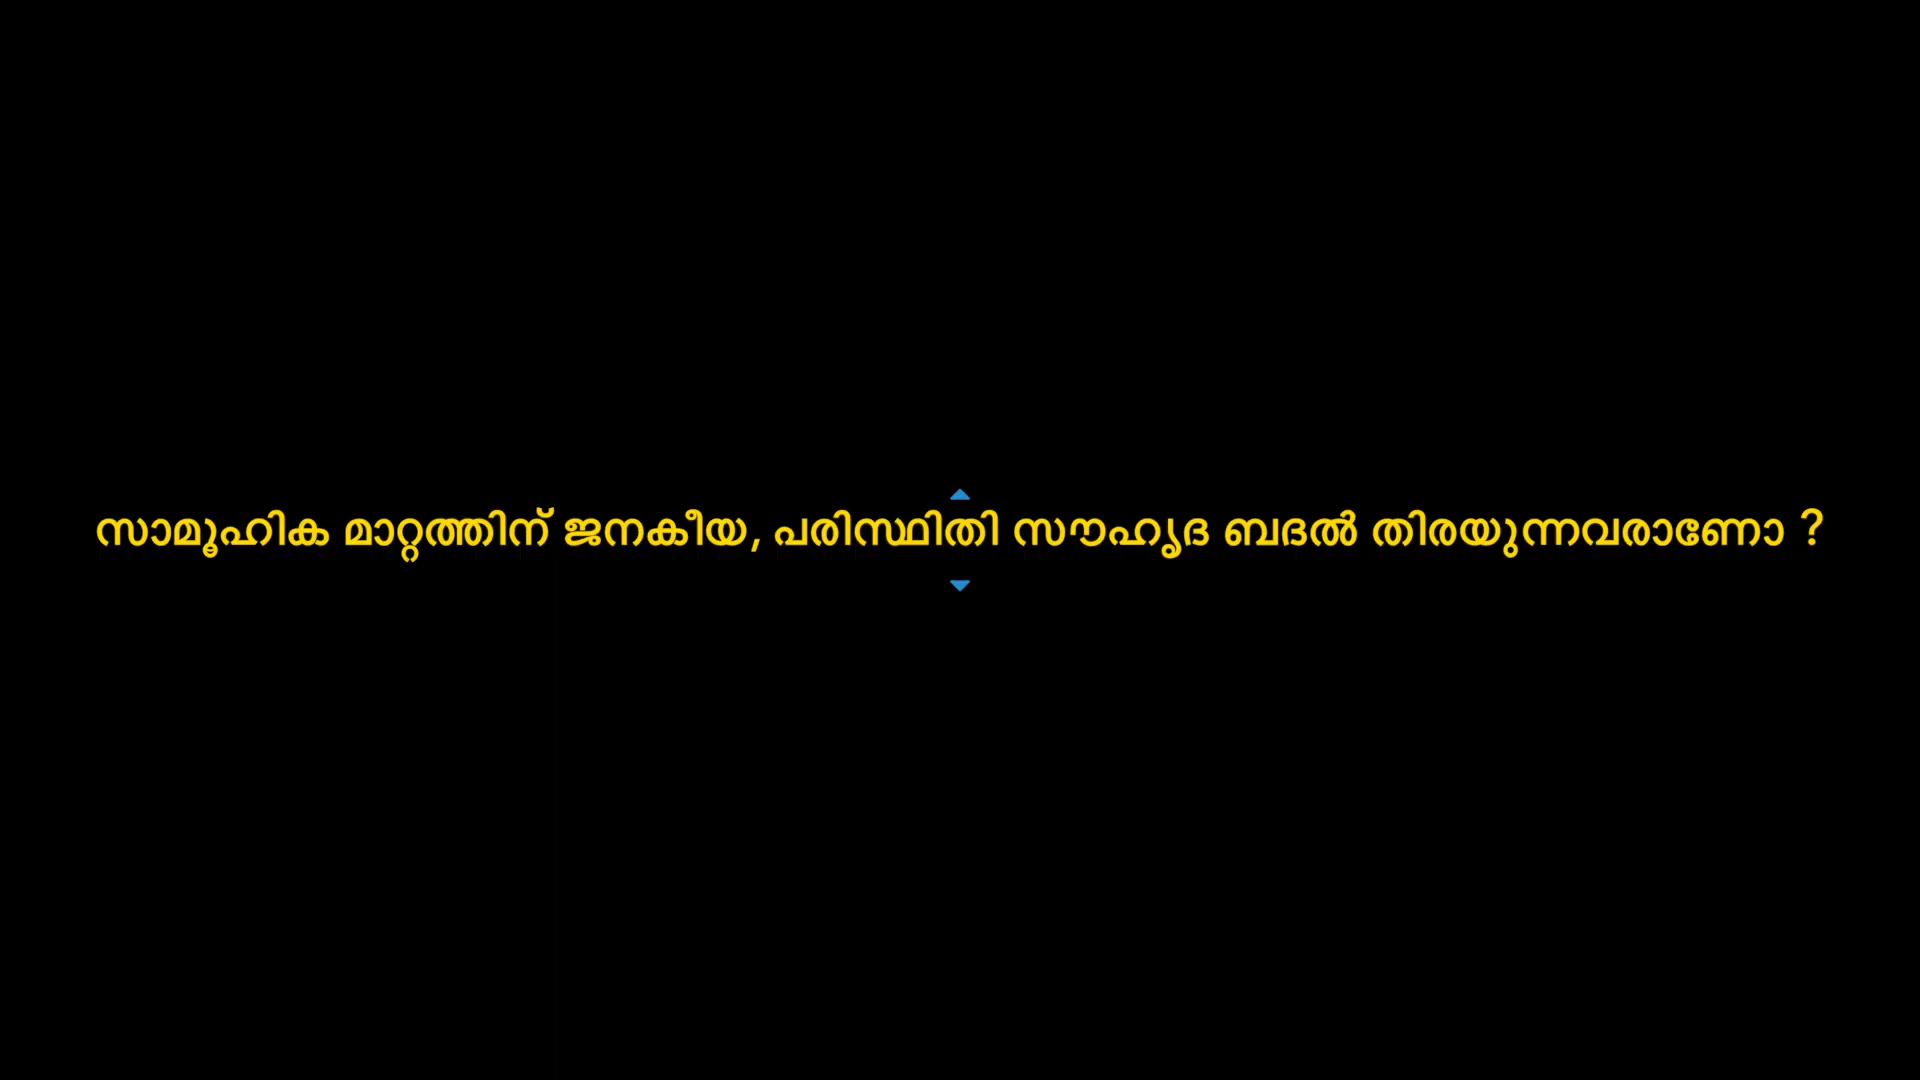 സാമൂഹിക മാറ്റത്തിന് ജനകീയ, പരിസ്ഥിതി സൗഹൃദ ബദൽ തിരയുന്നവരാണോ ?